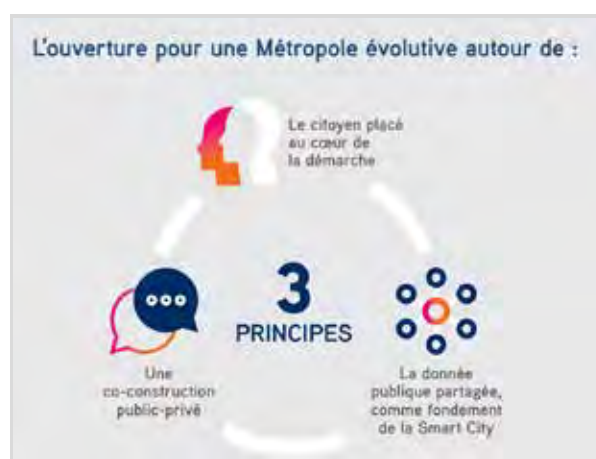 L'ouverture pour une Métropole évolutive autour de :
Le citoyen placé
au cœur de
la démarche
3
PRINCIPES
Une
co-construction
public-privé
La donnée
publique partagée,
comme fondement
de la Smart City